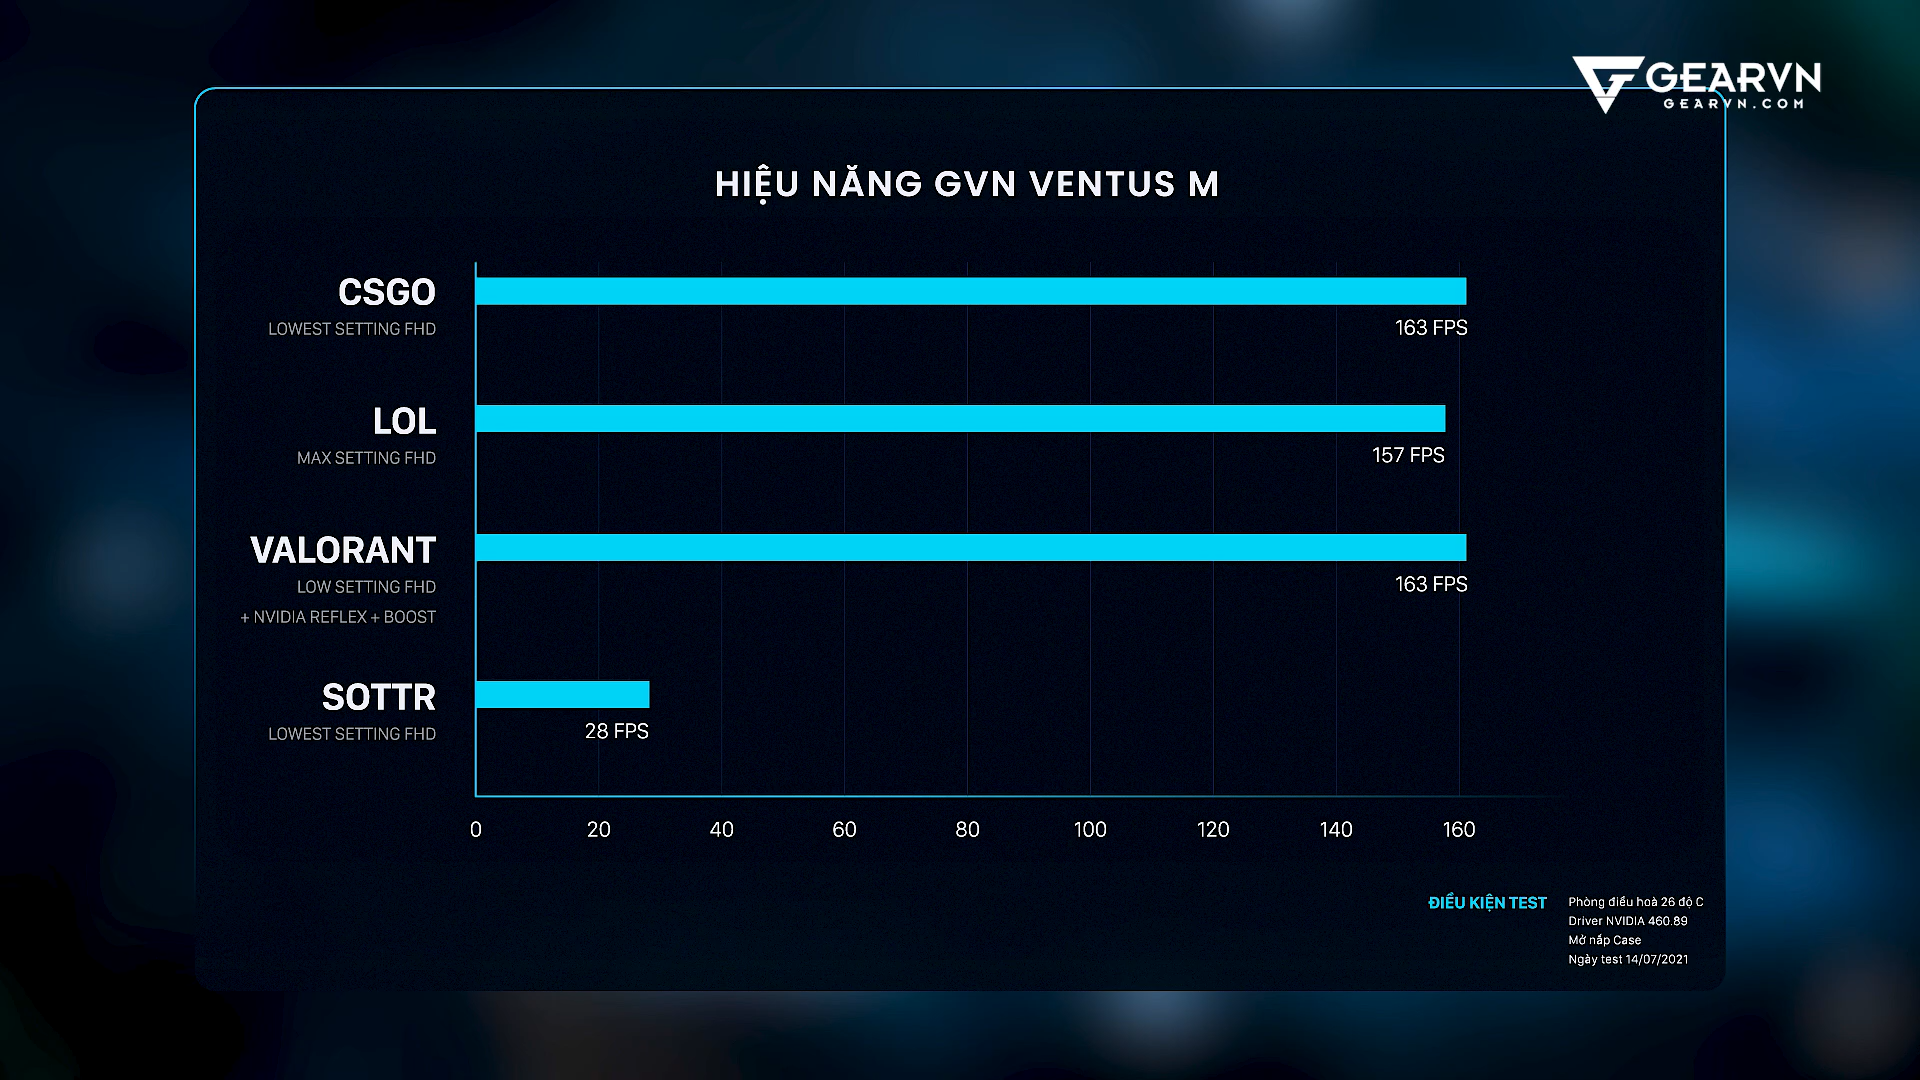 GEARVN
GEARVN.COM
HIỆU NĂNG GVN VENTUS M
CSGO
LOWEST SETTING FHD
163 FPS
LOL
MAX SETTING FHD
157 FPS
VALORANT
LOW SETTING FHD
+ NVIDIA REFLEX + BOOST
163 FPS
SOTTR
LOWEST SETTING FHD
28 FPS
0 20 40 60 80 100 120 140 160
ĐIỀU KIỆN TEST
Phòng điều hoà 26 độ C
Driver NVIDIA 460.89
Mở nắp Case
Ngày test 14/07/2021